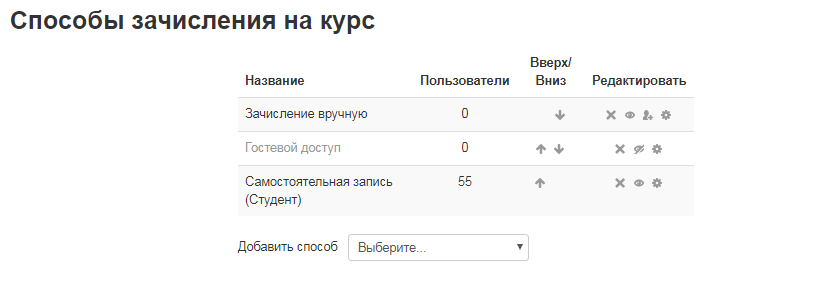 Способы зачисления на курс
Название Пользователи Вверх/ Вниз Редактировать
Зачисление вручную 0
Гостевой доступ 0
Самостоятельная запись 55
(Студент)
Добавить способ Выберите...